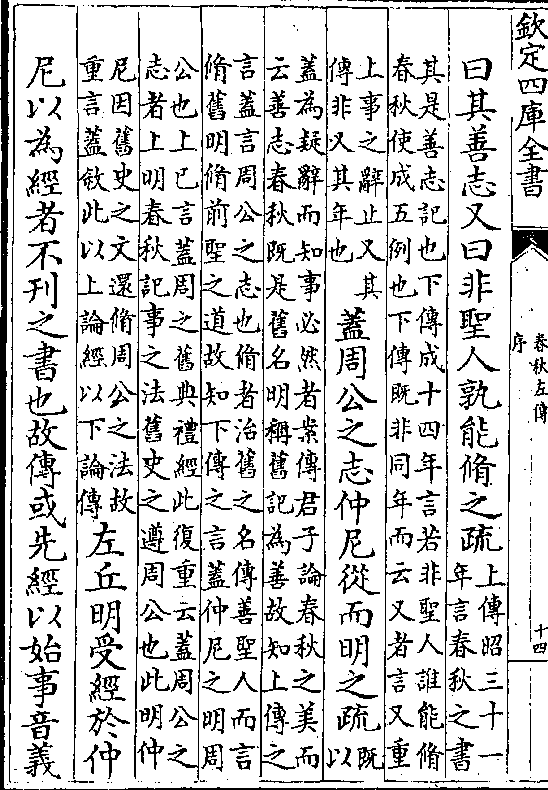 欽定四庫全書
春秋左傳
序
十四
曰其善志又曰非聖人孰能脩之疏
上傳昭三十一
年言春秋之書
其是善志記也下傳成十四年言若非聖人誰能脩
春秋使成五例也下傳既非同年而云又者言又重
上事之辭止又其
傳非又其年也
蓋周公之志仲尼從而明之疏
既
以
蓋為疑辭而知事必然者案傳君子論春秋之美而
云善志春秋既是舊名明稱舊記為善故知上傳之
言蓋言周公之志也脩者治舊之名傳善聖人而言
脩舊明脩前聖之道故知下傳之言蓋仲尼之明周
公也上已言蓋周之舊典禮經此復重云蓋周公之
志者上明春秋記事之法舊史之遵周公也此明仲
尼因舊史之文還脩周公之法故
重言蓋敘此以上論經以下論傳
左丘明受經於仲
尼以為經者不刊之書也故傳或先經以始事音義